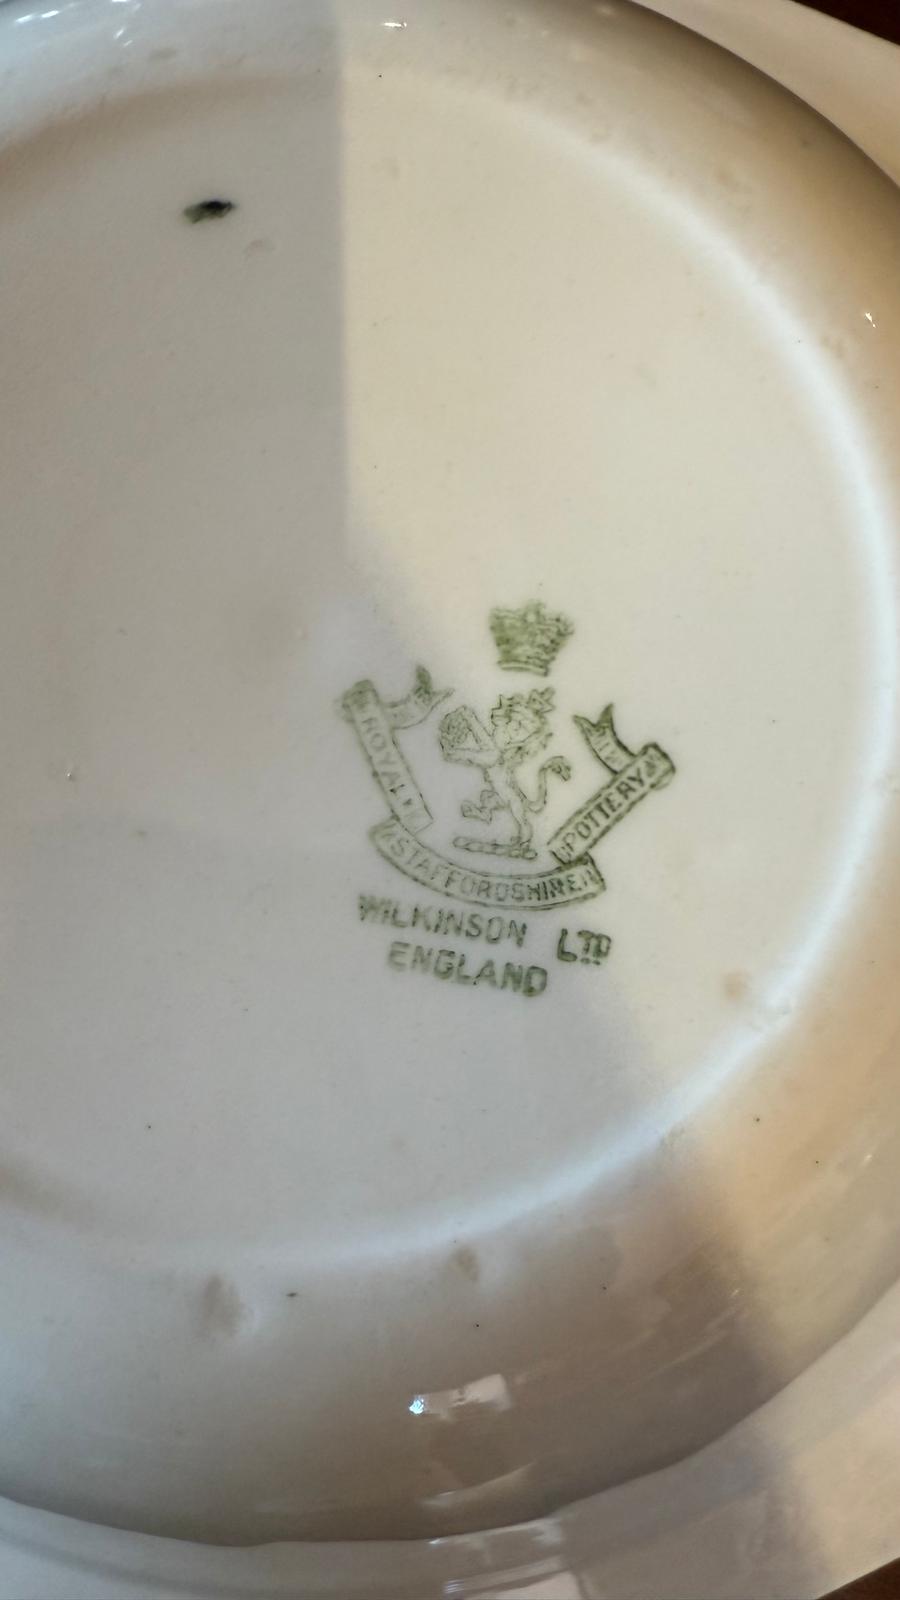 ROYAL
STAFFORDSHIRE
POTTERY
WILKINSON LTD
ENGLAND